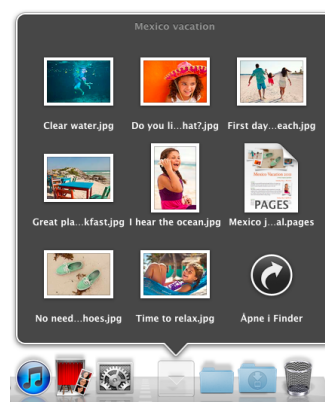 Mexico vacation
Clear water.jpg
Do you li...hat?.jpg
First day...each.jpg
Great pla...kfast.jpg
I hear the ocean.jpg
PAGES
Mexico j...al.pages
No need...hoes.jpg
Time to relax.jpg
Åpne i Finder